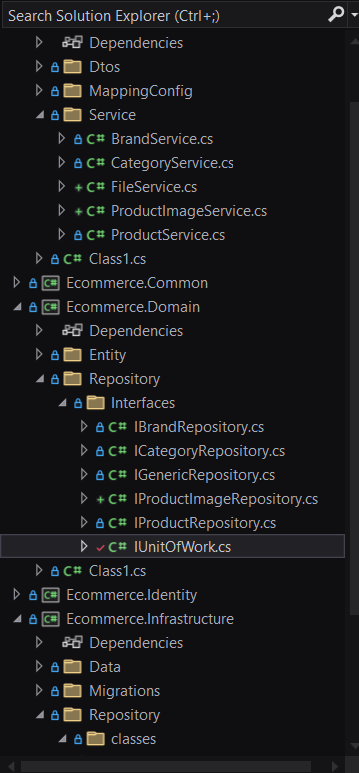 Search Solution Explorer (Ctrl+;)
Dependencies
Dtos
MappingConfig
Service
C# BrandService.cs
C# CategoryService.cs
C# FileService.cs
C# ProductImageService.cs
C# ProductService.cs
C# Class1.cs
C# Ecommerce.Common
C# Ecommerce.Domain
Dependencies
Entity
Repository
Interfaces
C# IBrandRepository.cs
C# ICategoryRepository.cs
C# IGenericRepository.cs
C# IProductImageRepository.cs
C# IProductRepository.cs
C# IUnitOfWork.cs
C# Class1.cs
C# Ecommerce.Identity
C# Ecommerce.Infrastructure
Dependencies
Data
Migrations
Repository
classes